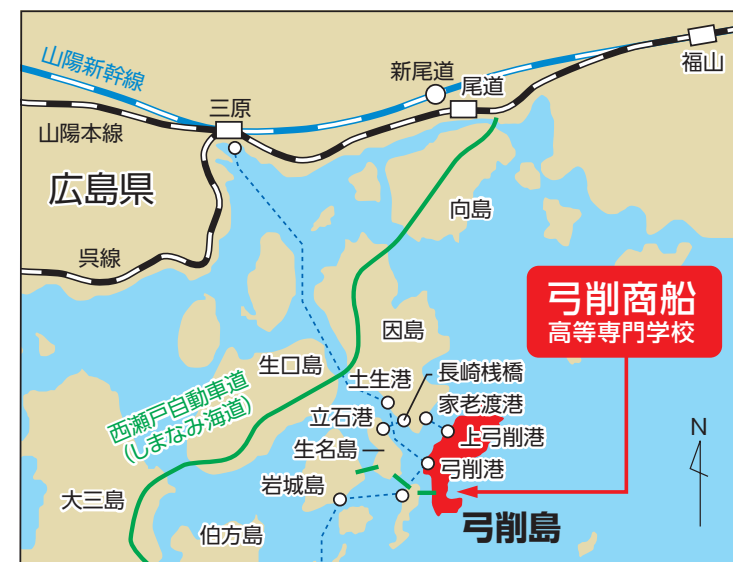 山陽新幹線
新尾道
尾道
福山
三原
山陽本線
広島県
向島
呉線
弓削商船
高等専門学校
因島
生口島
長崎桟橋
土生港
西瀬戸自動車道
(しまなみ海道)
立石港
家老渡港
上弓削港
N
生名島
弓削港
岩城島
大三島
弓削島
伯方島